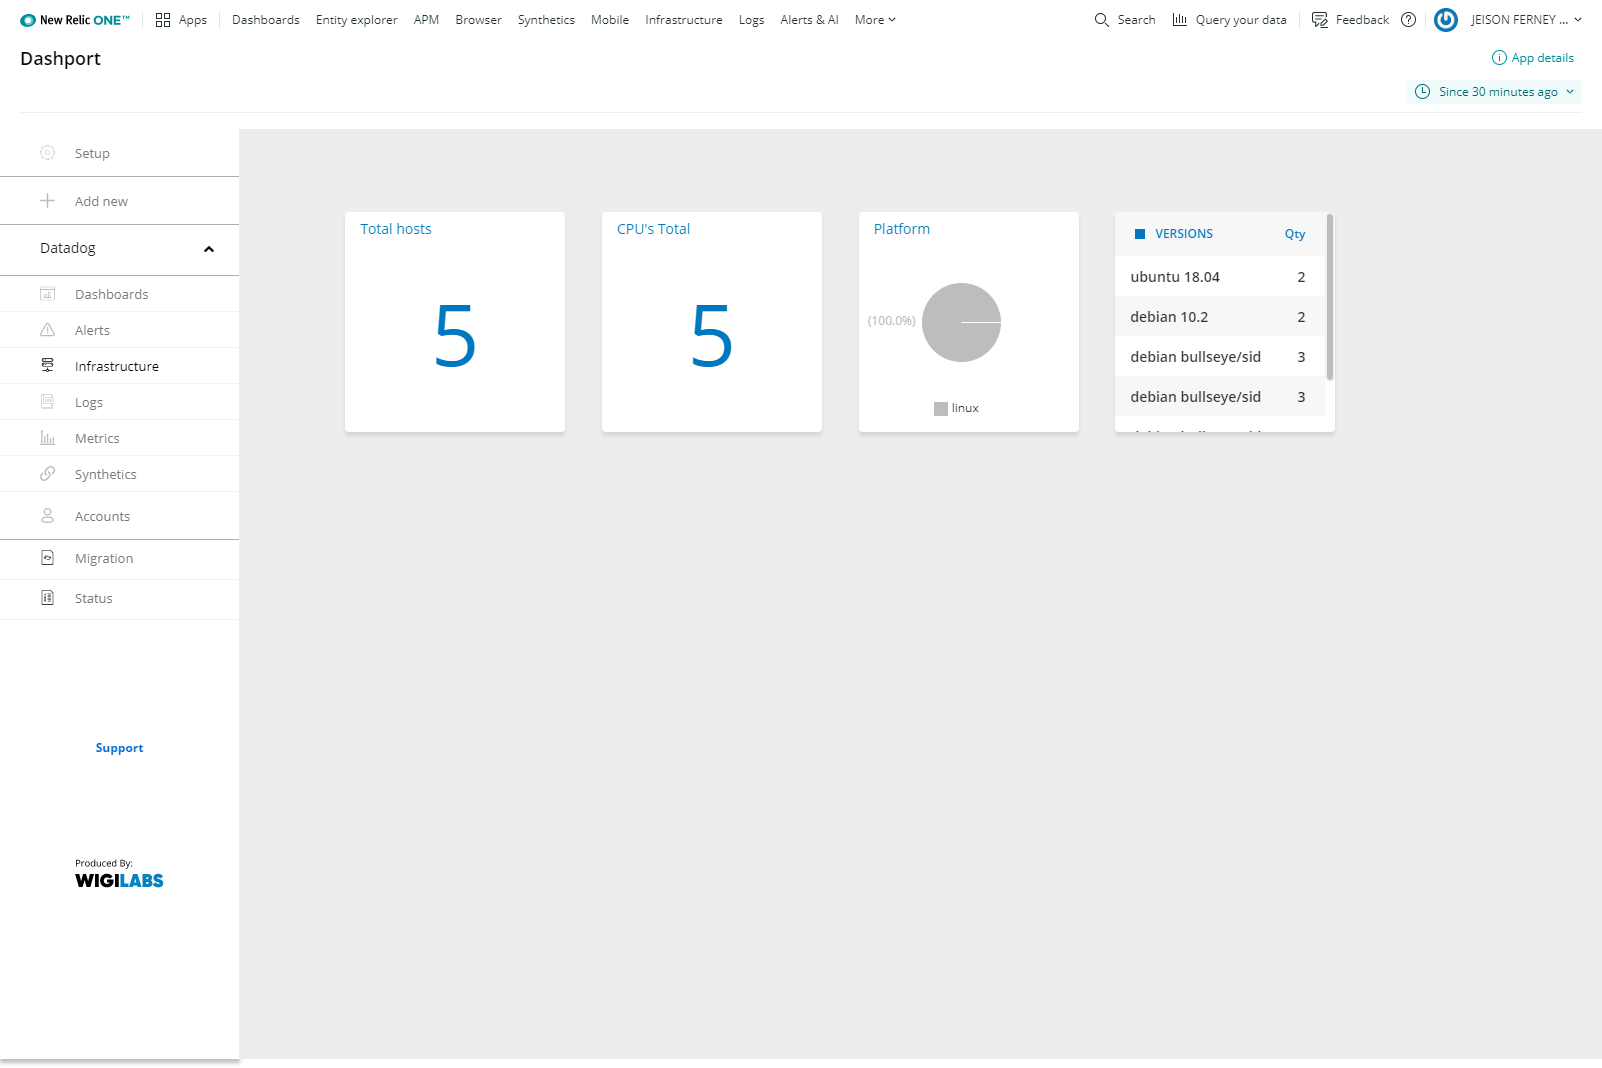 New Relic ONE™ Apps Dashboards Entity explorer APM Browser Synthetics Mobile Infrastructure Logs Alerts & AI More Search Query your data Feedback JEISON FERNEY ...
Dashport
App details
Since 30 minutes ago
Setup
Add new
Datadog
Dashboards
Alerts
Infrastructure
Logs
Metrics
Synthetics
Accounts
Migration
Status
Support
Produced By:
WIGILABS
Total hosts
5
CPU's Total
5
Platform
(100.0%)
linux
VERSIONS Qty
ubuntu 18.04 2
debian 10.2 2
debian bullseye/sid 3
debian bullseye/sid 3